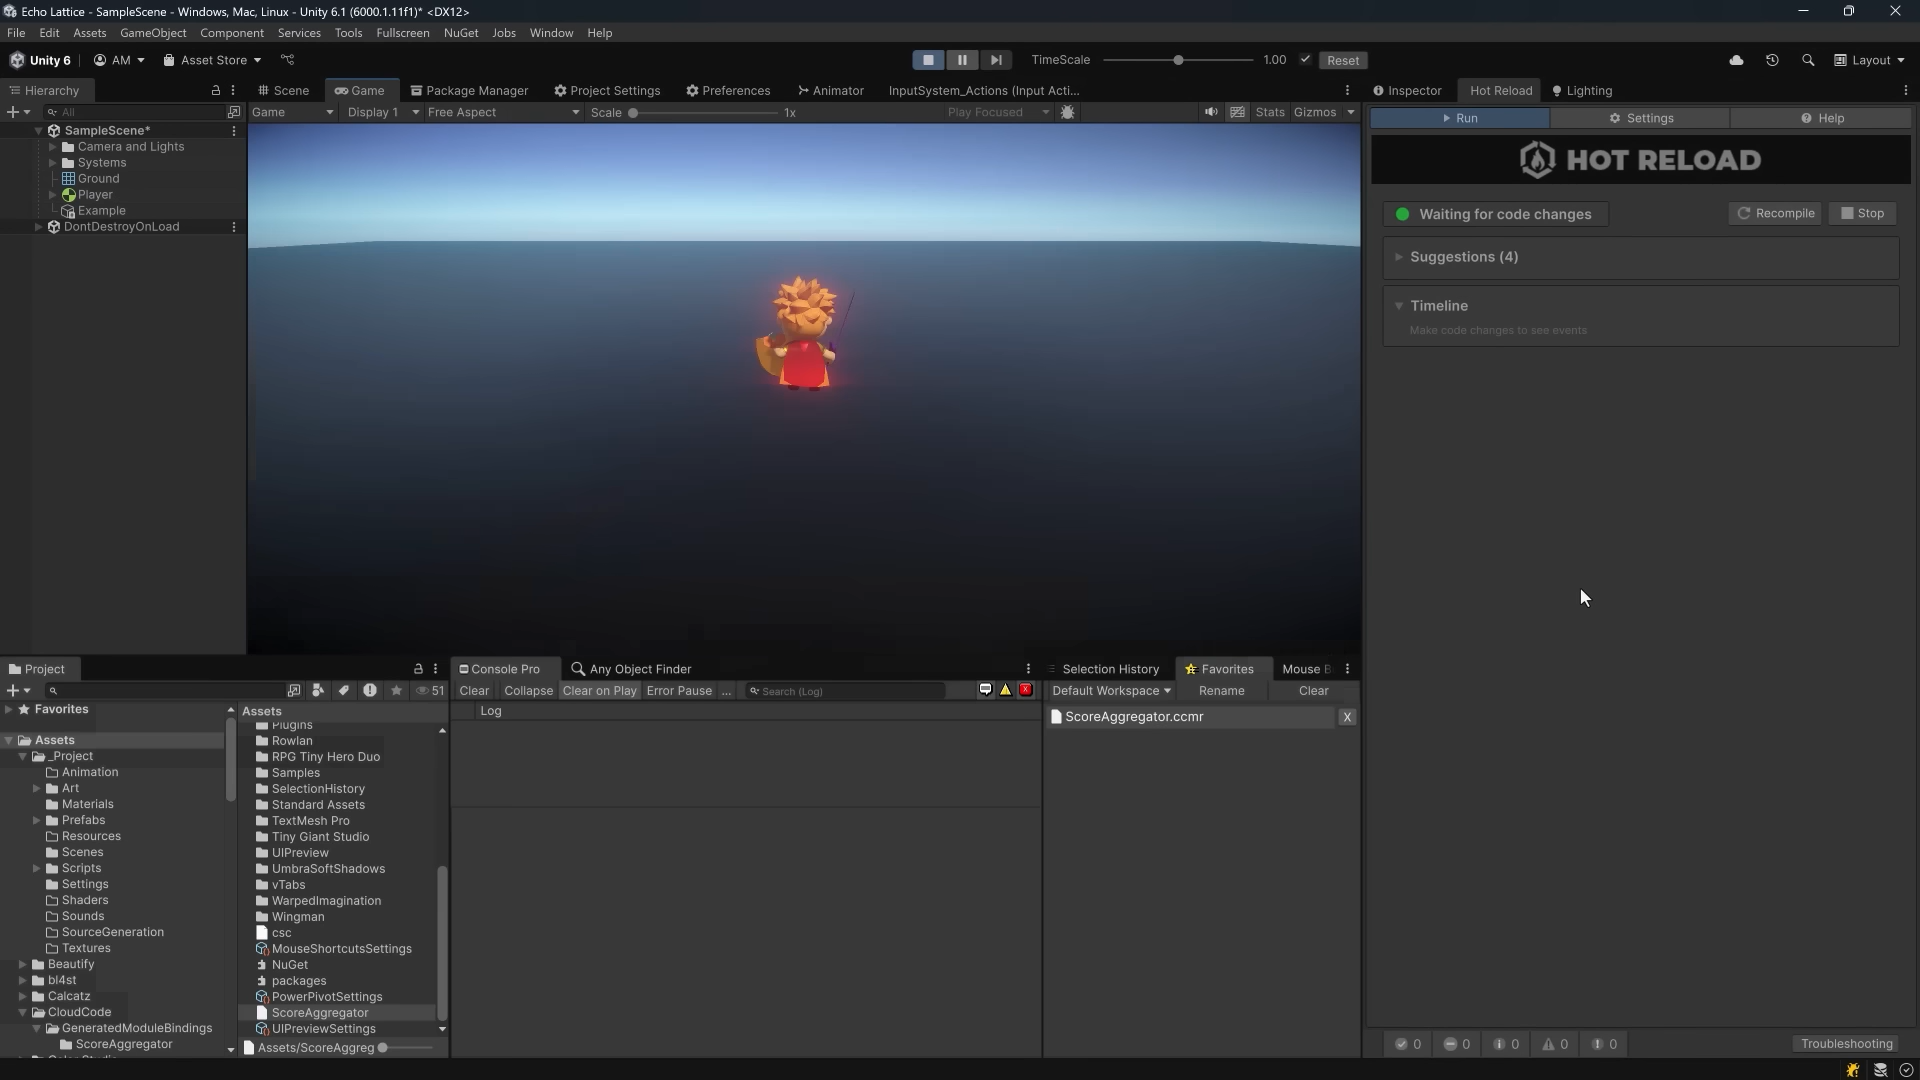 Echo Lattice - SampleScene - Windows, Mac, Linux - Unity 6.1 (6000.1.11f1)* <DX12>
File Edit Assets GameObject Component Services Tools Fullscreen NuGet Jobs Window Help
Unity 6 AM Asset Store TimeScale 1.00 Reset Layout
Hierarchy Scene Game Package Manager Project Settings Preferences Animator InputSystem_Actions (Input Acti... Inspector Hot Reload Lighting
All Game Display 1 Free Aspect Scale 1x Play Focused Stats Gizmos Run Settings Help
SampleScene*
Camera and Lights
Systems
Ground
Player
Example
DontDestroyOnLoad
HOT RELOAD
Waiting for code changes Recompile Stop
Suggestions (4)
Timeline
Make code changes to see events
Project Console Pro Any Object Finder Selection History Favorites Mouse B
51 Clear Collapse Clear on Play Error Pause ... Search (Log) Default Workspace Rename Clear
Favorites
Assets
_Project
Animation
Art
Materials
Prefabs
Resources
Scenes
Scripts
Settings
Shaders
Sounds
SourceGeneration
Textures
Beautify
bl4st
Calcatz
CloudCode
GeneratedModuleBindings
ScoreAggregator
Assets
Plugins
Rowlan
RPG Tiny Hero Duo
Samples
SelectionHistory
Standard Assets
TextMesh Pro
Tiny Giant Studio
UIPreview
UmbraSoftShadows
vTabs
WarpedImagination
Wingman
csc
MouseShortcutsSettings
NuGet
packages
PowerPivotSettings
ScoreAggregator
UIPreviewSettings
Assets/ScoreAggreg
Log
ScoreAggregator.ccmr X
0 0 0 0 0 Troubleshooting